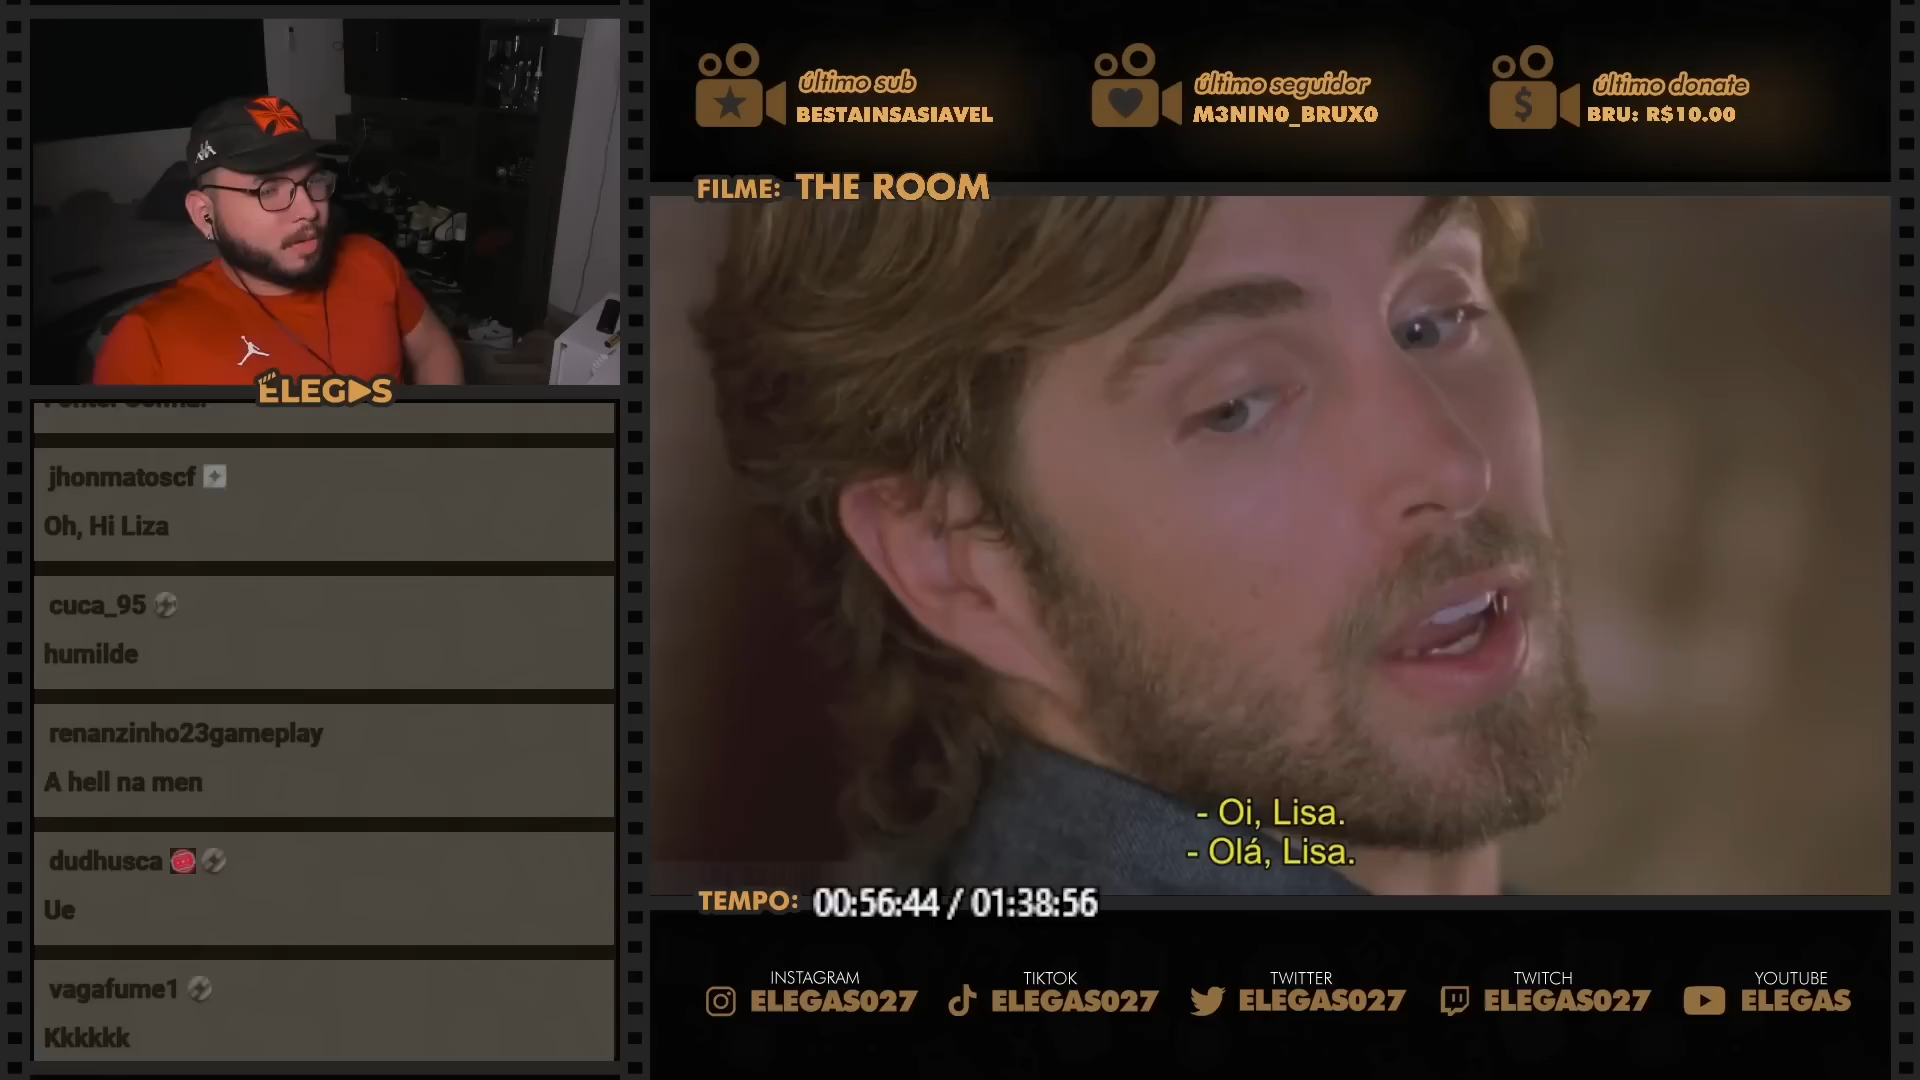 último sub
BESTAINSASIAVEL
último seguidor
M3NIN0_BRUX0
último donate
BRU: R$10.00
FILME: THE ROOM
ELEGAS
jhonmatoscf
Oh, Hi Liza
cuca_95
humilde
renanzinho23gameplay
A hell na men
dudhusca
Ue
vagafume1
Kkkkkk
- Oi, Lisa.
- Olá, Lisa.
TEMPO: 00:56:44 / 01:38:56
INSTAGRAM
ELEGAS027
TIKTOK
ELEGAS027
TWITTER
ELEGAS027
TWITCH
ELEGAS027
YOUTUBE
ELEGAS